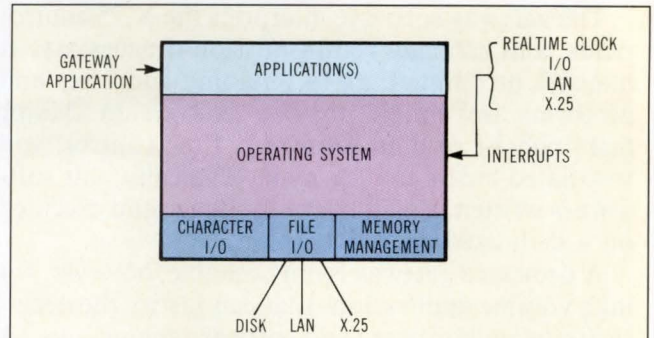 GATEWAY
APPLICATION
APPLICATION(S)
REALTIME CLOCK
I/O
LAN
X.25
OPERATING SYSTEM
INTERRUPTS
CHARACTER
I/O
FILE
I/O
MEMORY
MANAGEMENT
DISK LAN X.25